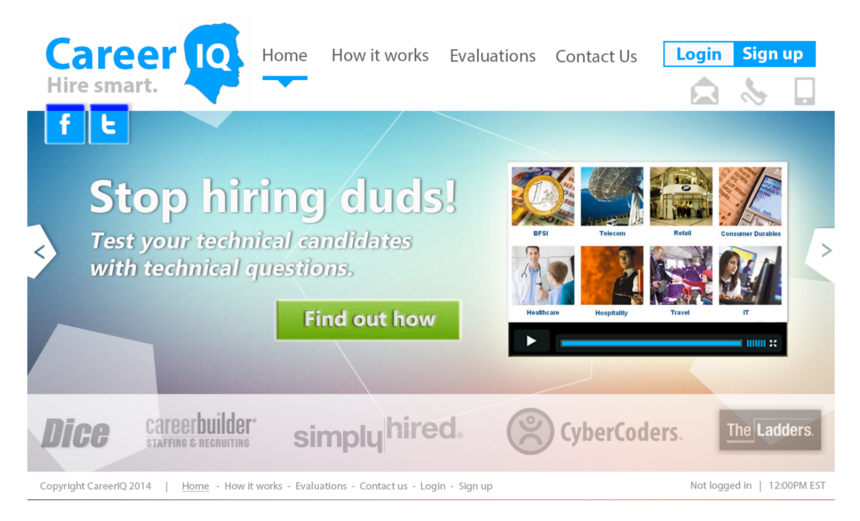 Career IQ
Hire smart.
Home How it works Evaluations Contact Us
Login Sign up
f t
Stop hiring duds!
Test your technical candidates
with technical questions.
Find out how
BFSI Telecom Retail Consumer Durables
Healthcare Hospitality Travel IT
< >
Dice
careerbuilder®
STAFFING & RECRUITING
simplyhired.®
CyberCoders.
The Ladders.
Copyright CareerIQ 2014 | Home - How it works - Evaluations - Contact us - Login - Sign up
Not logged in | 12:00PM EST